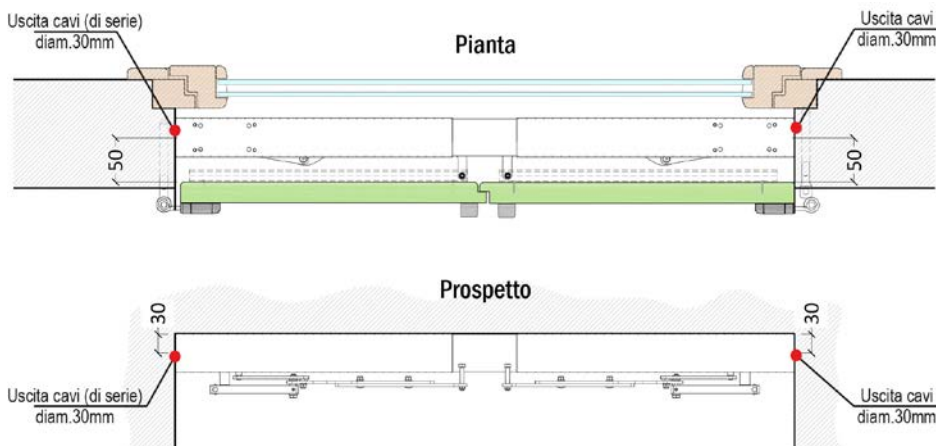 Uscita cavi (di serie)
diam.30mm
Pianta
Uscita cavi
diam.30mm
50
50
Prospetto
30
30
Uscita cavi (di serie)
diam.30mm
Uscita cavi
diam.30mm